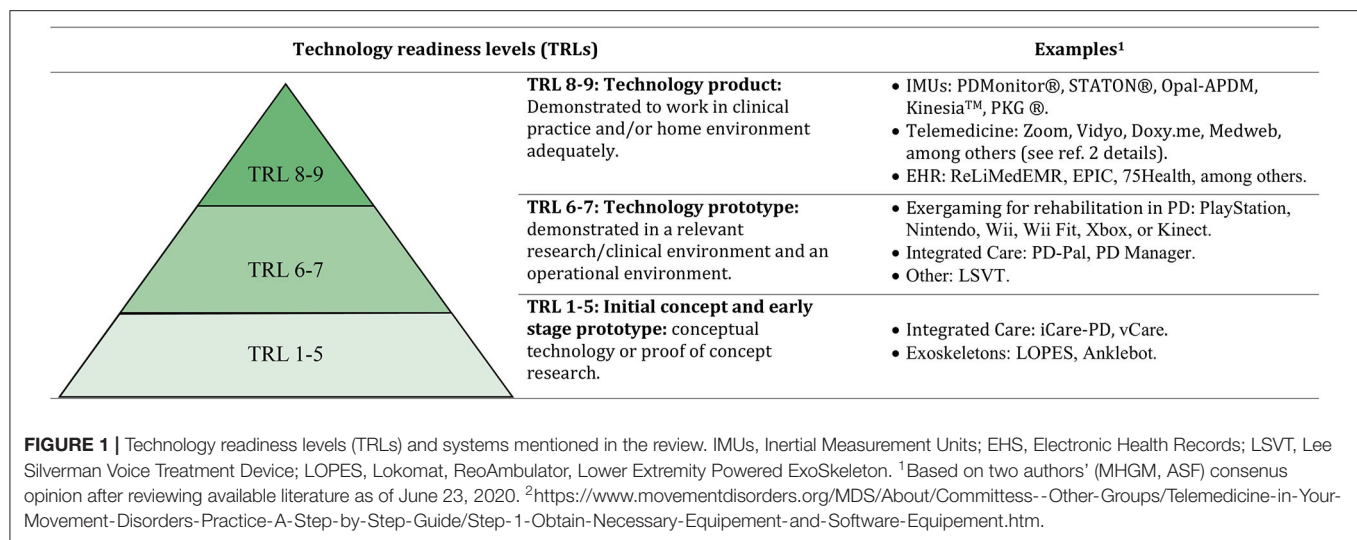 Technology readiness levels (TRLs)
Examples¹
TRL 8-9
TRL 6-7
TRL 1-5
TRL 8-9: Technology product:
Demonstrated to work in clinical
practice and/or home environment
adequately.
• IMUs: PDMonitor®, STATON®, Opal-APDM,
Kinesia™, PKG ®.
• Telemedicine: Zoom, Vidyo, Doxy.me, Medweb,
among others (see ref. 2 details).
• EHR: ReLiMedEMR, EPIC, 75Health, among others.
TRL 6-7: Technology prototype:
demonstrated in a relevant
research/clinical environment and an
operational environment.
• Exergaming for rehabilitation in PD: PlayStation,
Nintendo, Wii, Wii Fit, Xbox, or Kinect.
• Integrated Care: PD-Pal, PD Manager.
• Other: LSVT.
TRL 1-5: Initial concept and early
stage prototype: conceptual
technology or proof of concept
research.
• Integrated Care: iCare-PD, vCare.
• Exoskeletons: LOPES, Anklebot.
FIGURE 1 | Technology readiness levels (TRLs) and systems mentioned in the review. IMUs, Inertial Measurement Units; EHS, Electronic Health Records; LSVT, Lee
Silverman Voice Treatment Device; LOPES, Lokomat, ReoAmbulator, Lower Extremity Powered ExoSkeleton. ¹Based on two authors' (MHGM, ASF) consenus
opinion after reviewing available literature as of June 23, 2020. ²https://www.movementdisorders.org/MDS/About/Committess--Other-Groups/Telemedicine-in-Your-
Movement-Disorders-Practice-A-Step-by-Step-Guide/Step-1-Obtain-Necessary-Equipement-and-Software-Equipement.htm.